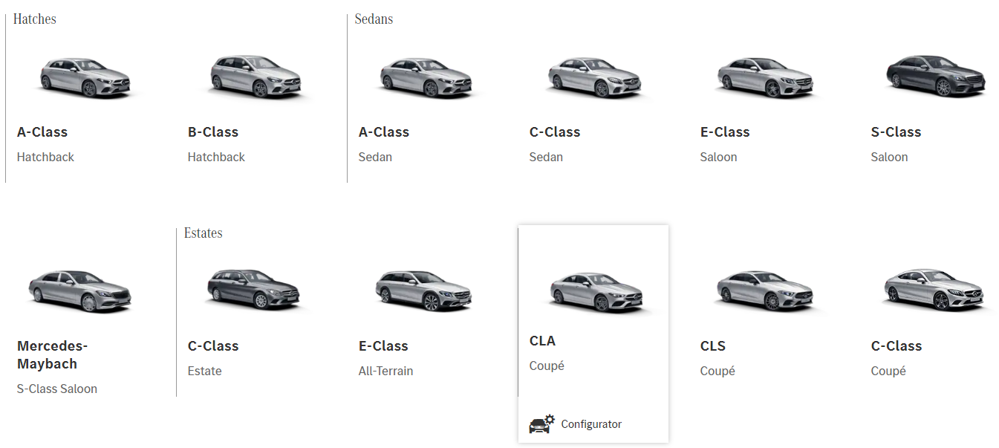 Hatches
Sedans
A-Class
Hatchback
B-Class
Hatchback
A-Class
Sedan
C-Class
Sedan
E-Class
Saloon
S-Class
Saloon
Mercedes-
Maybach
S-Class Saloon
Estates
C-Class
Estate
E-Class
All-Terrain
CLA
Coupé
Configurator
CLS
Coupé
C-Class
Coupé